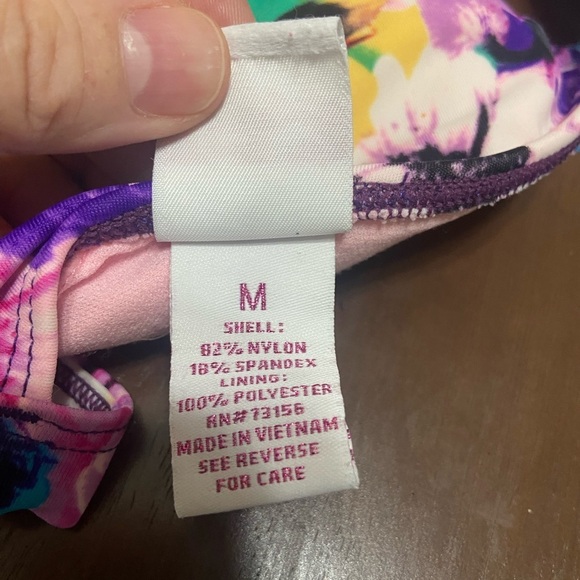 M
SHELL:
82% NYLON
18% SPANDEX
LINING:
100% POLYESTER
RN# 73156
MADE IN VIETNAM
SEE REVERSE
FOR CARE